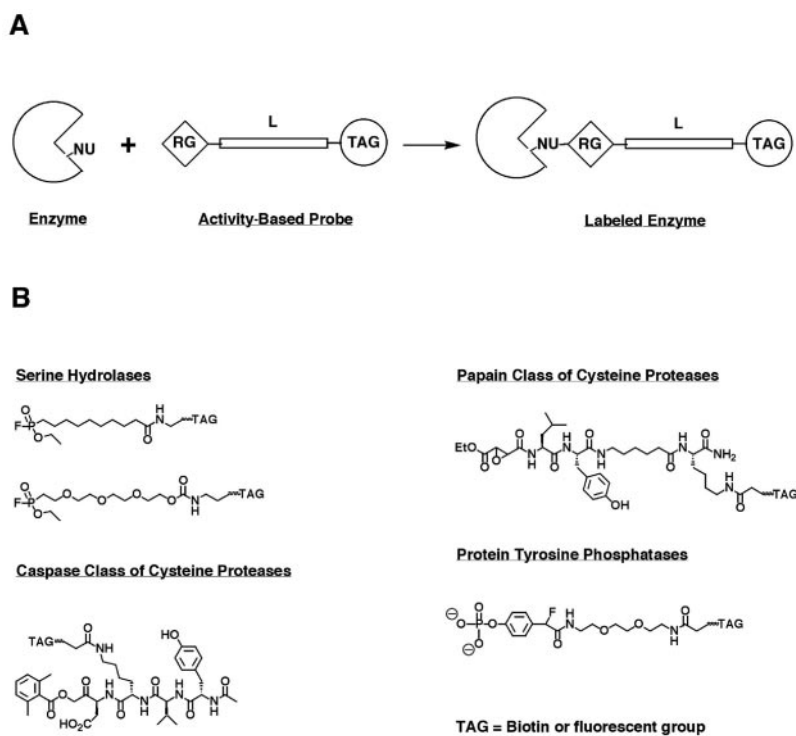 A
NU
+
RG
L
TAG
NU
RG
L
TAG
Enzyme
Activity-Based Probe
Labeled Enzyme
B
Serine Hydrolases
O
F-P
O
H
N
O
TAG
O
F-P
O
O
O
O
O
O
N
H
TAG
Caspase Class of Cysteine Proteases
TAG
O
NH
HO
O
O
O
HO₂C
H
N
O
H
N
O
H
N
O
N
H
O
Papain Class of Cysteine Proteases
EtO
O
O
O
N
H
H
N
O
O
N
H
O
H
N
O
NH₂
OH
H
N
O
TAG
Protein Tyrosine Phosphatases
⊖
O
P
O
O
O
⊖
F
O
H
N
O
O
N
H
O
TAG
TAG = Biotin or fluorescent group